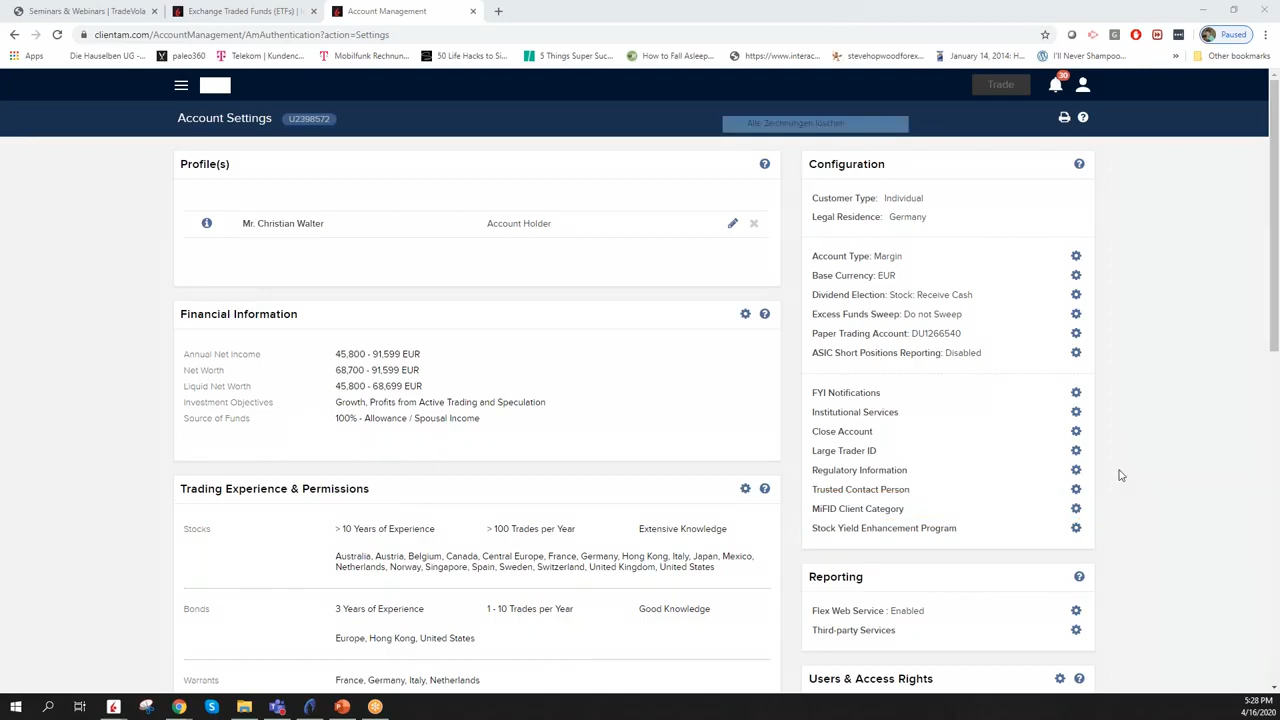 Seminars & Webinars | TradeVola
Exchange Traded Funds (ETFs) |
Account Management
clientam.com/AccountManagement/AmAuthentication?action=Settings
Paused
Apps
Die Hauselben UG -...
paleo360
Telekom | Kundenc...
Mobilfunk Rechnun...
50 Life Hacks to Si...
5 Things Super Suc...
How to Fall Asleep...
https://www.interac...
stevehopwoodforex...
January 14, 2014: H...
I'll Never Shampoo...
»
Other bookmarks
Trade
30
Account Settings
U2398572
Alle Zeichnungen löschen
Profile(s)
Mr. Christian Walter
Account Holder
Financial Information
Annual Net Income 45,800 - 91,599 EUR
Net Worth 68,700 - 91,599 EUR
Liquid Net Worth 45,800 - 68,699 EUR
Investment Objectives Growth, Profits from Active Trading and Speculation
Source of Funds 100% - Allowance / Spousal Income
Trading Experience & Permissions
Stocks > 10 Years of Experience > 100 Trades per Year Extensive Knowledge
Australia, Austria, Belgium, Canada, Central Europe, France, Germany, Hong Kong, Italy, Japan, Mexico,
Netherlands, Norway, Singapore, Spain, Sweden, Switzerland, United Kingdom, United States
Bonds 3 Years of Experience 1 - 10 Trades per Year Good Knowledge
Europe, Hong Kong, United States
Warrants France, Germany, Italy, Netherlands
Configuration
Customer Type: Individual
Legal Residence: Germany
Account Type: Margin
Base Currency: EUR
Dividend Election: Stock: Receive Cash
Excess Funds Sweep: Do not Sweep
Paper Trading Account: DU1266540
ASIC Short Positions Reporting: Disabled
FYI Notifications
Institutional Services
Close Account
Large Trader ID
Regulatory Information
Trusted Contact Person
MiFID Client Category
Stock Yield Enhancement Program
Reporting
Flex Web Service : Enabled
Third-party Services
Users & Access Rights
5:28 PM
4/16/2020